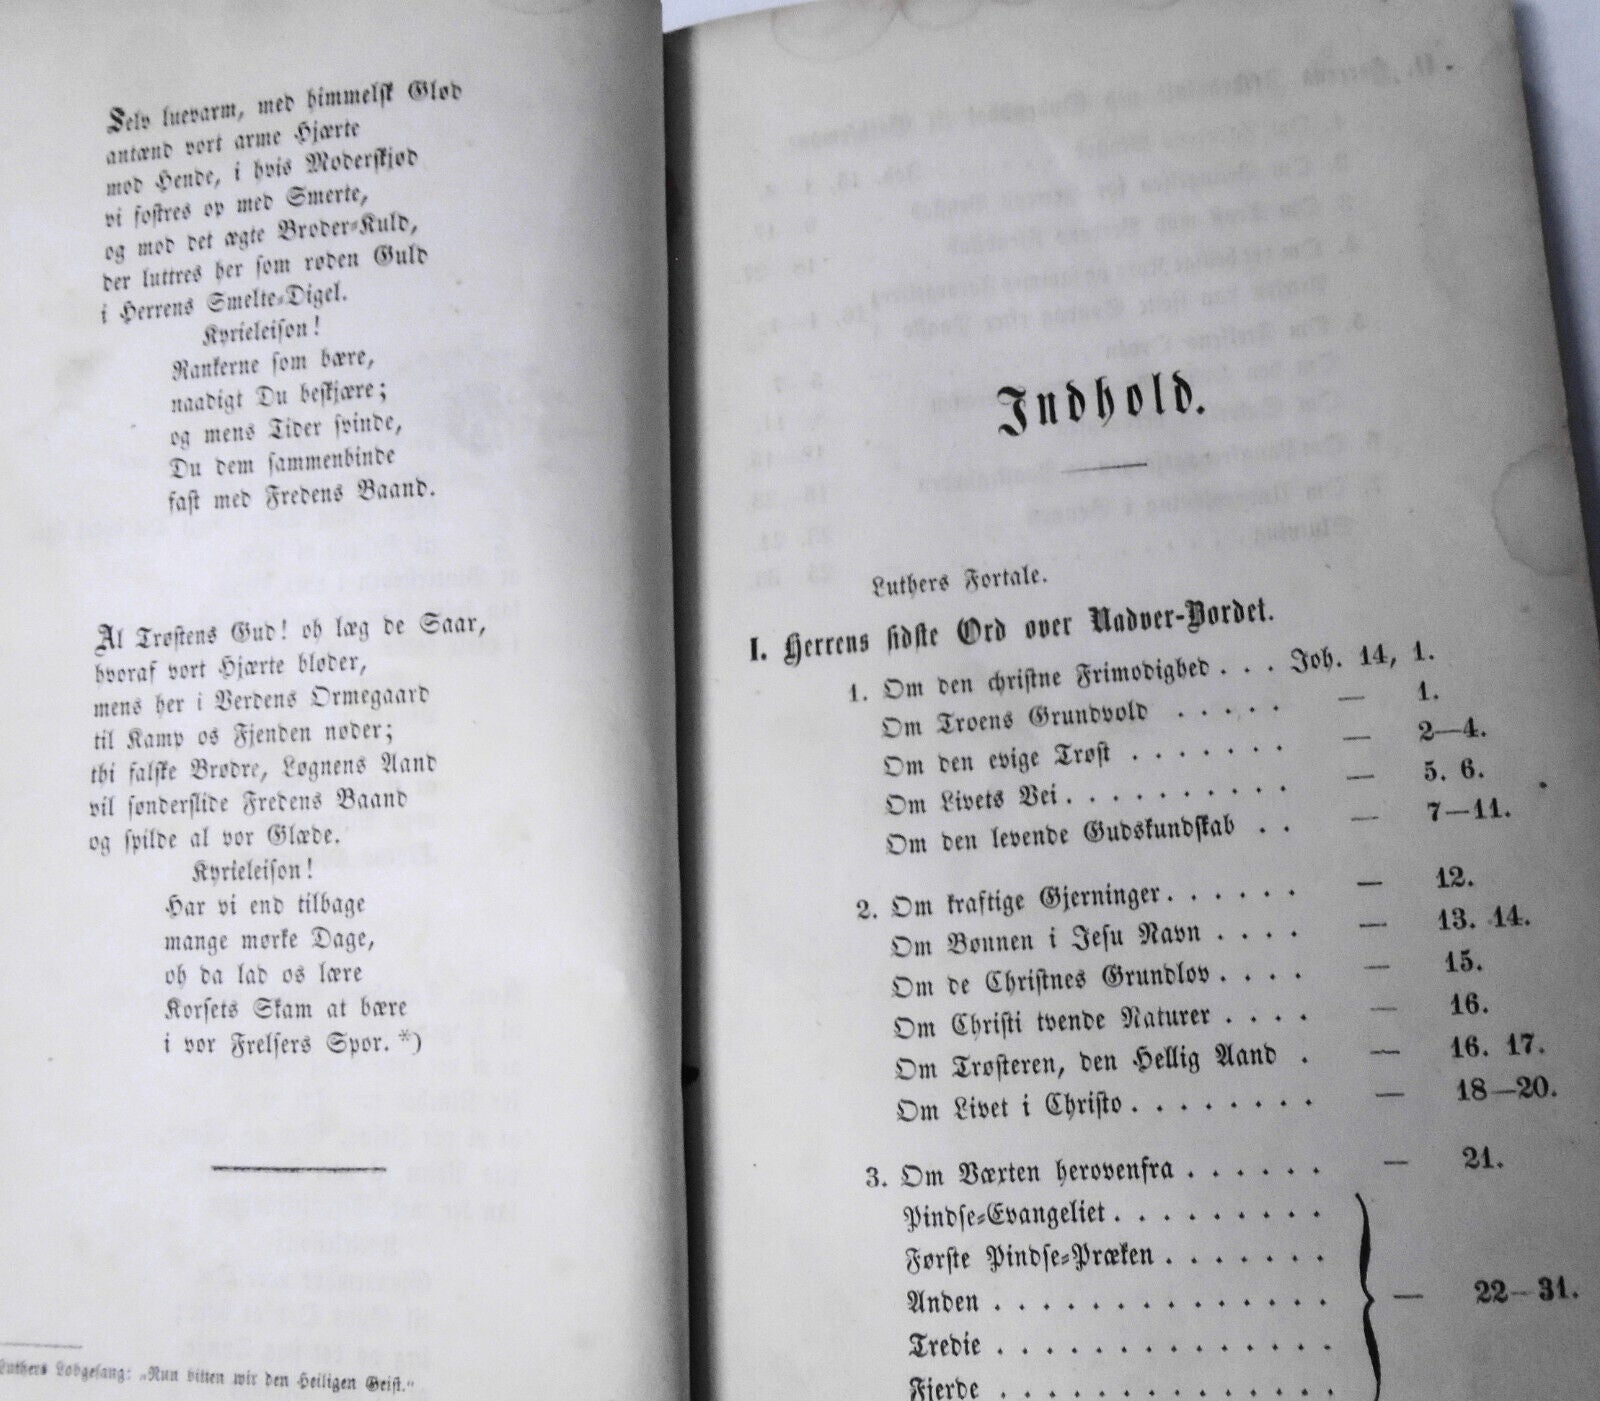 Selv luevarm, med himmelsk Glød
antænd vort arme Hjærte
mod Hende, i hvis Moderskjød
vi fostres op med Smerte,
og mod det ægte Broder-Kuld,
der luttres her som røden Guld
i Herrens Smelte-Digel.
Kyrieleison!
Rankerne som bære,
naadigt Du beskjære;
og mens Tider svinde,
Du dem sammenbinde
fast med Fredens Baand.
Al Trøstens Gud! oh læg de Saar,
hvoraf vort Hjærte bløder,
mens her i Verdens Ormegaard
til Kamp os Fjenden nøder;
thi falske Brødre, Løgnens Aand
vil sønderslide Fredens Baand
og spilde al vor Glæde.
Kyrieleison!
Har vi end tilbage
mange mørke Dage,
oh da lad os lære
Korsets Skam at bære
i vor Frelsers Spor. *)
Luthers Lobgesang: „Nun bitten wir den Heiligen Geist."
Indhold.
Luthers Fortale.
I. Herrens sidste Ord over Nadver-Bordet.
1. Om den christne Frimodighed . . . Joh. 14, 1.
Om Troens Grundvold . . . . . — 1.
Om den evige Trøst . . . . . . . — 2—4.
Om Livets Vei . . . . . . . . . . — 5. 6.
Om den levende Gudskundskab . . — 7—11.
2. Om kraftige Gjerninger . . . . . . — 12.
Om Bønnen i Jesu Navn . . . . — 13. 14.
Om de Christnes Grundlov . . . . — 15.
Om Christi tvende Naturer . . . . — 16.
Om Trøsteren, den Hellig Aand . — 16. 17.
Om Livet i Christo . . . . . . . . — 18—20.
3. Om Væxten herovenfra . . . . . . — 21.
Pindse-Evangeliet . . . . . . . . .
Første Pindse-Præken . . . . . . .
Anden . . . . . . . . . . . . . . — 22—31.
Tredie . . . . . . . . . . . . . .
Fjerde . . . . . . . . . . . . . .